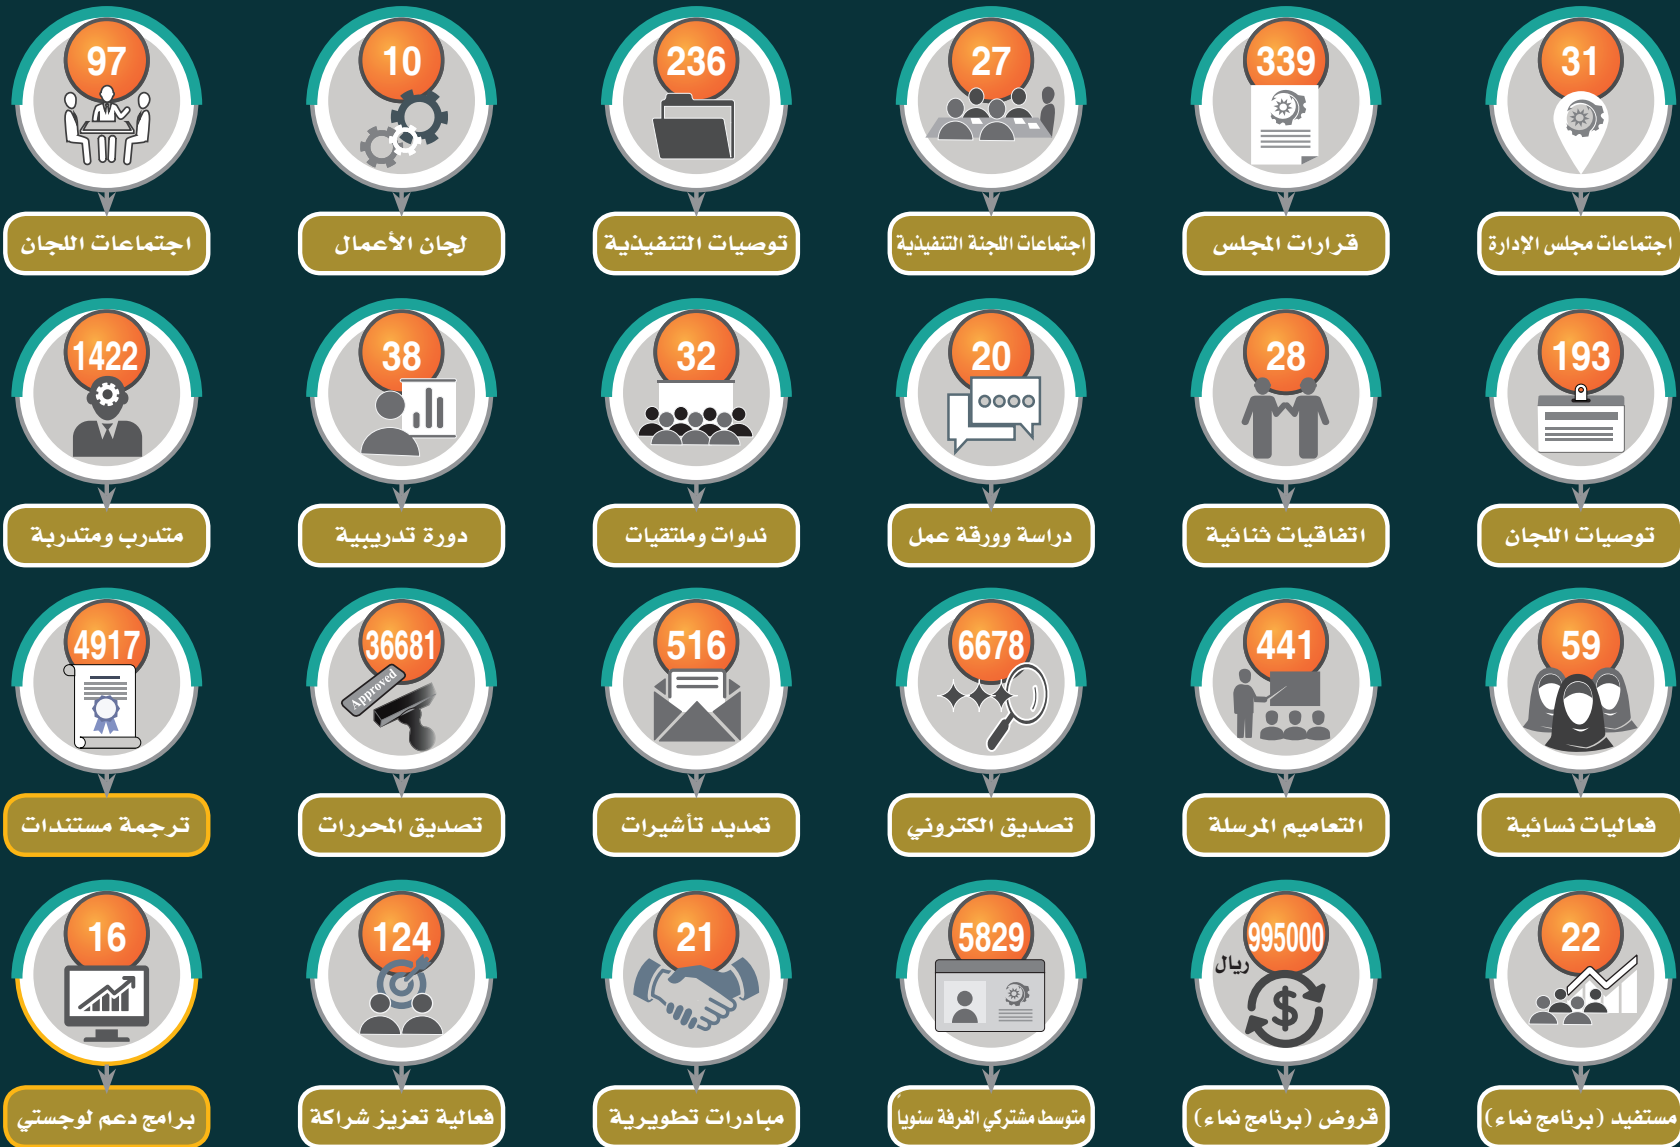 31
اجتماعات مجلس الإدارة
339
قرارات المجلس
27
اجتماعات اللجنة التنفيذية
236
توصيات التنفيذية
10
لجان الأعمال
97
اجتماعات اللجان
193
توصيات اللجان
28
اتفاقيات ثنائية
20
دراسة وورقة عمل
32
ندوات وملتقيات
38
دورة تدريبية
1422
متدرب ومتدربة
59
فعاليات نسائية
441
التعاميم المرسلة
6678
تصديق الكتروني
516
تمديد تأشيرات
36681
Approved
تصديق المحررات
4917
ترجمة مستندات
22
مستفيد (برنامج نماء)
995000
ريال
$
قروض (برنامج نماء)
5829
متوسط مشتركي الغرفة سنوياً
21
مبادرات تطويرية
124
فعالية تعزيز شراكة
16
برامج دعم لوجستي